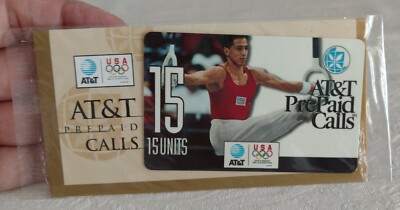 AT&T
USA
AT&T
PREPAID
CALLS
15
15 UNITS
AT&T
PrePaid
Calls
AT&T
USA